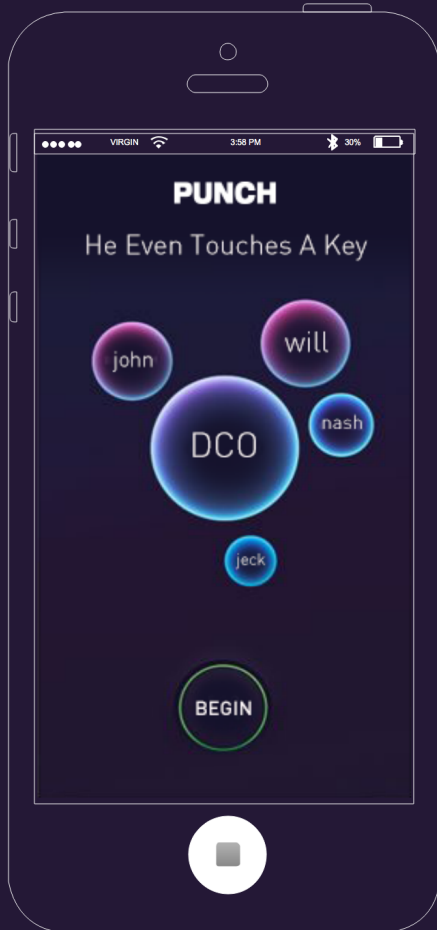 VIRGIN 3:58 PM 30%
PUNCH
He Even Touches A Key
john
will
nash
DCO
jeck
BEGIN